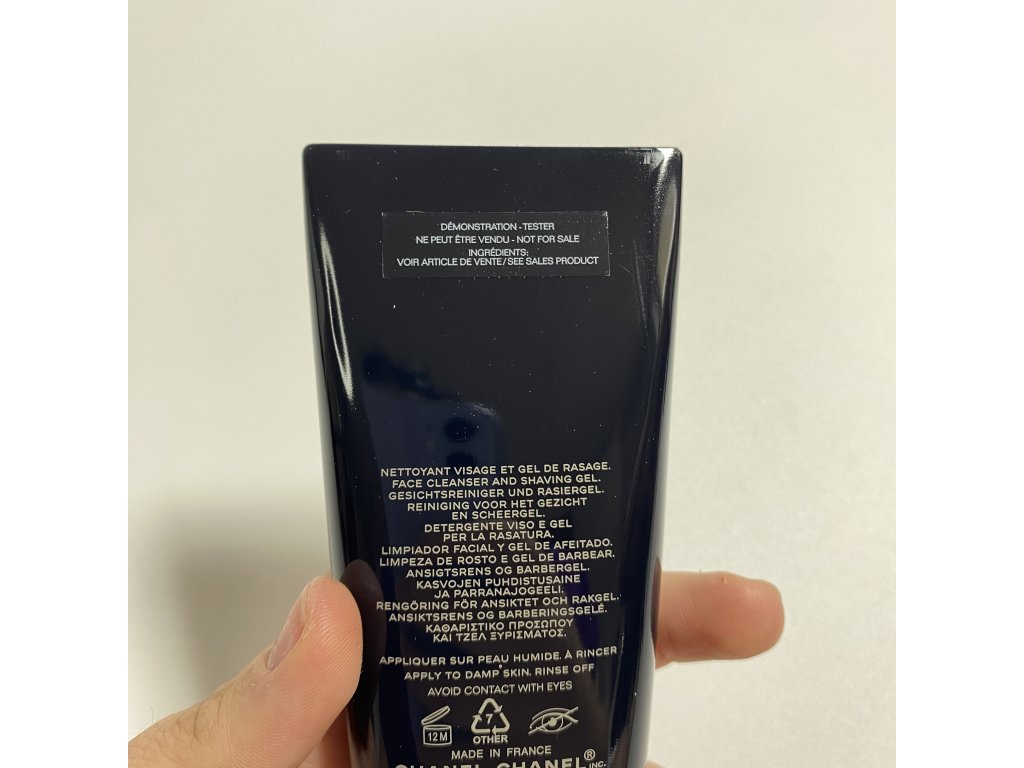 DÉMONSTRATION - TESTER
NE PEUT ÊTRE VENDU - NOT FOR SALE
INGRÉDIENTS:
VOIR ARTICLE DE VENTE/SEE SALES PRODUCT
NETTOYANT VISAGE ET GEL DE RASAGE.
FACE CLEANSER AND SHAVING GEL.
GESICHTSREINIGER UND RASIERGEL.
REINIGING VOOR HET GEZICHT
EN SCHEERGEL.
DETERGENTE VISO E GEL
PER LA RASATURA.
LIMPIADOR FACIAL Y GEL DE AFEITADO.
LIMPEZA DE ROSTO E GEL DE BARBEAR.
ANSIGTSRENS OG BARBERGEL.
KASVOJEN PUHDISTUSAINE
JA PARRANAJOGEELI.
RENGÖRING FÖR ANSIKTET OCH RAKGEL.
ANSIKTSRENS OG BARBERINGSGELÉ.
ΚΑΘΑΡΙΣΤΙΚΟ ΠΡΟΣΩΠΟΥ
ΚΑΙ ΤΖΕΛ ΞΥΡΙΣΜΑΤΟΣ.
APPLIQUER SUR PEAU HUMIDE. À RINCER
APPLY TO DAMP SKIN. RINSE OFF
AVOID CONTACT WITH EYES
12 M
7
OTHER
MADE IN FRANCE
CHANEL-CHANEL® INC.